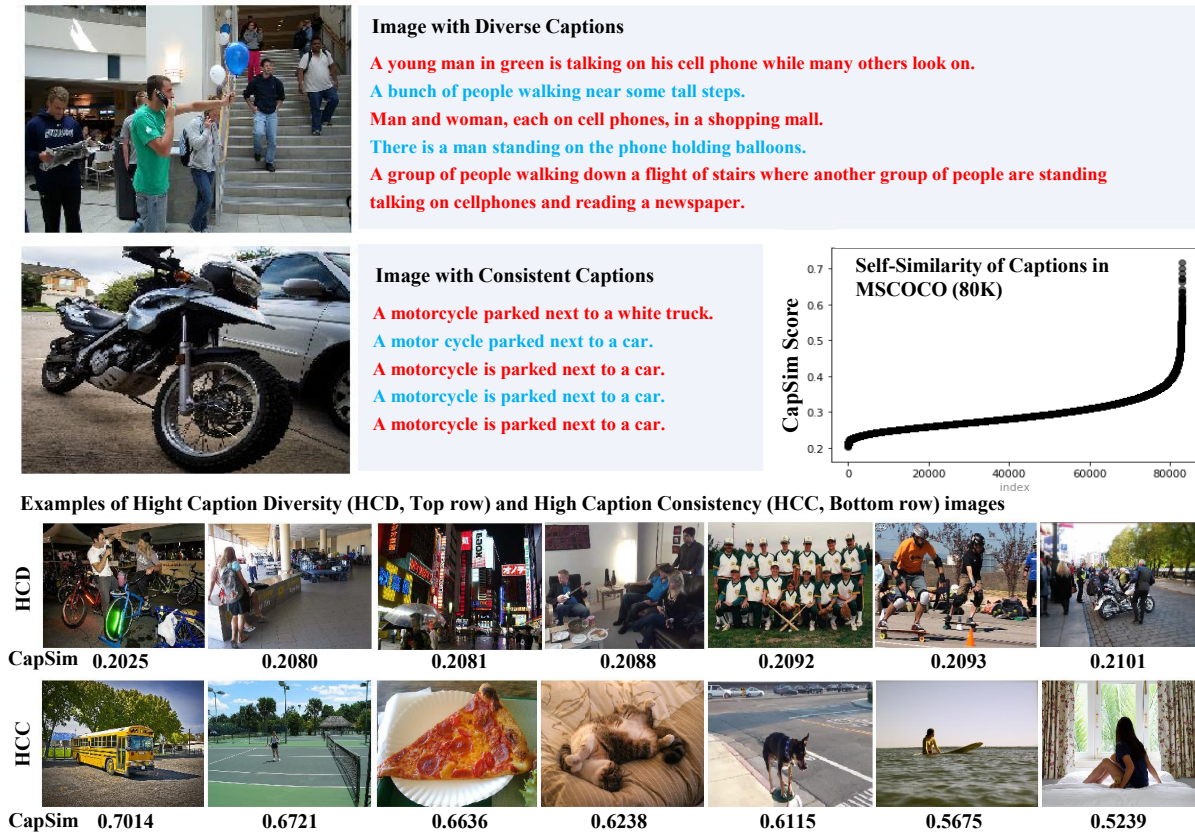 Image with Diverse Captions
A young man in green is talking on his cell phone while many others look on.
A bunch of people walking near some tall steps.
Man and woman, each on cell phones, in a shopping mall.
There is a man standing on the phone holding balloons.
A group of people walking down a flight of stairs where another group of people are standing
talking on cellphones and reading a newspaper.
Image with Consistent Captions
A motorcycle parked next to a white truck.
A motor cycle parked next to a car.
A motorcycle is parked next to a car.
A motorcycle is parked next to a car.
A motorcycle is parked next to a car.
Self-Similarity of Captions in
MSCOCO (80K)
CapSim Score
0.7
0.6
0.5
0.4
0.3
0.2
0 20000 40000 60000 80000
index
Examples of Hight Caption Diversity (HCD, Top row) and High Caption Consistency (HCC, Bottom row) images
HCD
CapSim 0.2025 0.2080 0.2081 0.2088 0.2092 0.2093 0.2101
HCC
CapSim 0.7014 0.6721 0.6636 0.6238 0.6115 0.5675 0.5239